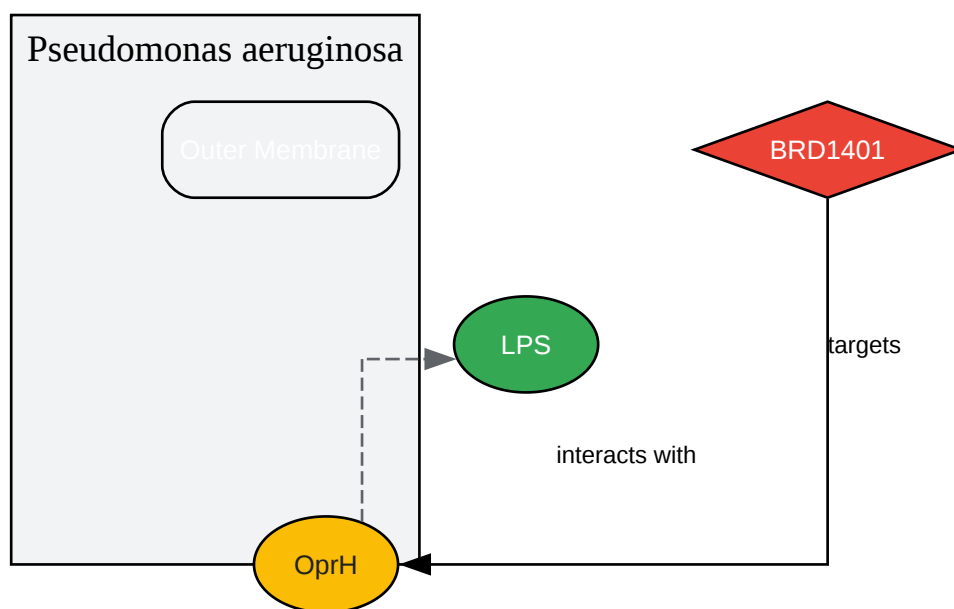 Pseudomonas aeruginosa
Outer Membrane
BRD1401
LPS
targets
interacts with
OprH